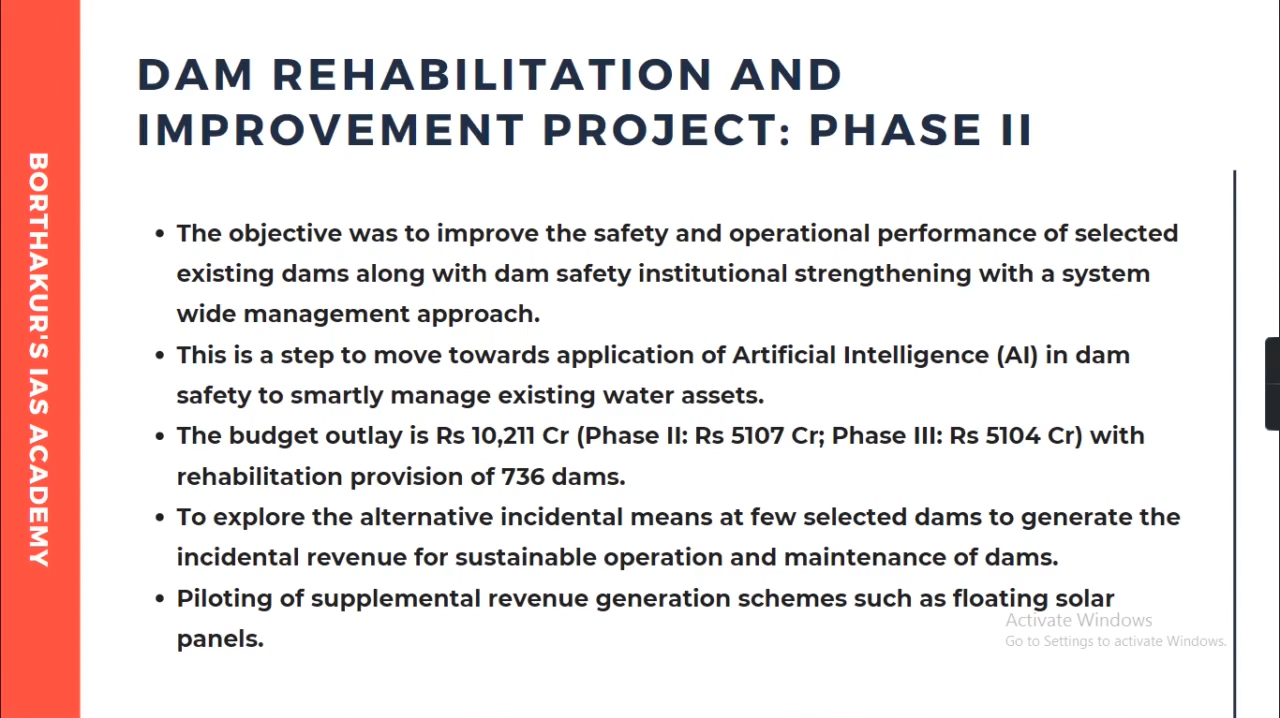 DAM REHABILITATION AND
IMPROVEMENT PROJECT: PHASE II
BORTHAKUR'S IAS ACADEMY
• The objective was to improve the safety and operational performance of selected
existing dams along with dam safety institutional strengthening with a system
wide management approach.
• This is a step to move towards application of Artificial Intelligence (AI) in dam
safety to smartly manage existing water assets.
• The budget outlay is Rs 10,211 Cr (Phase II: Rs 5107 Cr; Phase III: Rs 5104 Cr) with
rehabilitation provision of 736 dams.
• To explore the alternative incidental means at few selected dams to generate the
incidental revenue for sustainable operation and maintenance of dams.
• Piloting of supplemental revenue generation schemes such as floating solar
panels.
Activate Windows
Go to Settings to activate Windows.